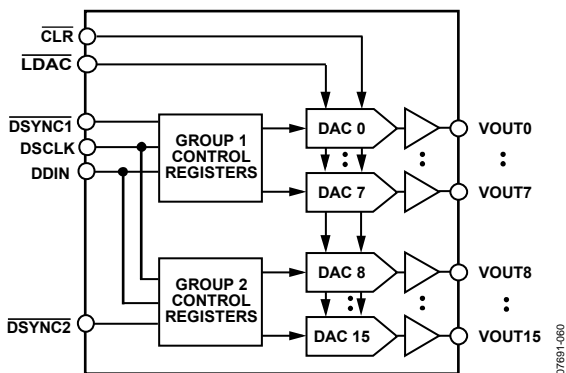 CLR
LDAC
DSYNC1
DSCLK
DDIN
GROUP 1
CONTROL
REGISTERS
DAC 0
VOUT0
DAC 7
VOUT7
GROUP 2
CONTROL
REGISTERS
DAC 8
VOUT8
DSYNC2
DAC 15
VOUT15
07691-060